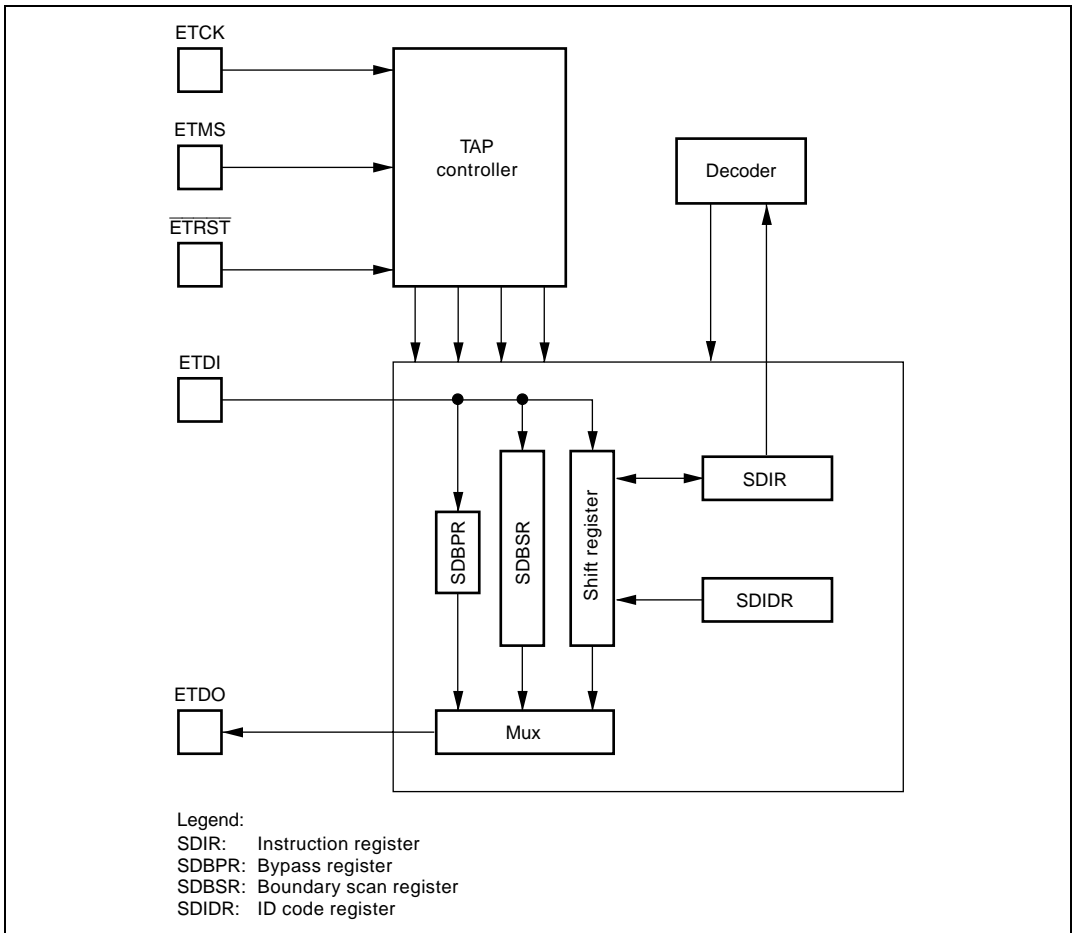 ETCK
ETMS
TAP
controller
Decoder
ETRST
ETDI
SDIR
SDBPR
SDBSR
Shift register
SDIDR
ETDO
Mux
Legend:
SDIR: Instruction register
SDBPR: Bypass register
SDBSR: Boundary scan register
SDIDR: ID code register